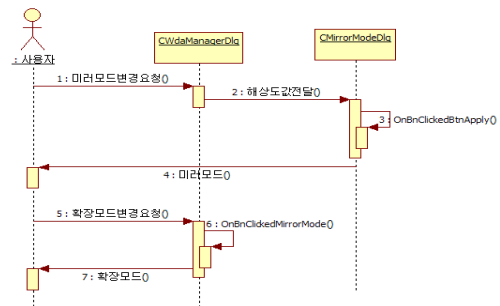 : 사용자
CWdaManagerDlg
CMirrorModeDlg
1 : 미러모드변경요청()
2 : 해상도값전달()
3 : OnBnClickedBtnApply()
4 : 미러모드()
5 : 확장모드변경요청()
6 : OnBnClickedMirrorMode()
7 : 확장모드()